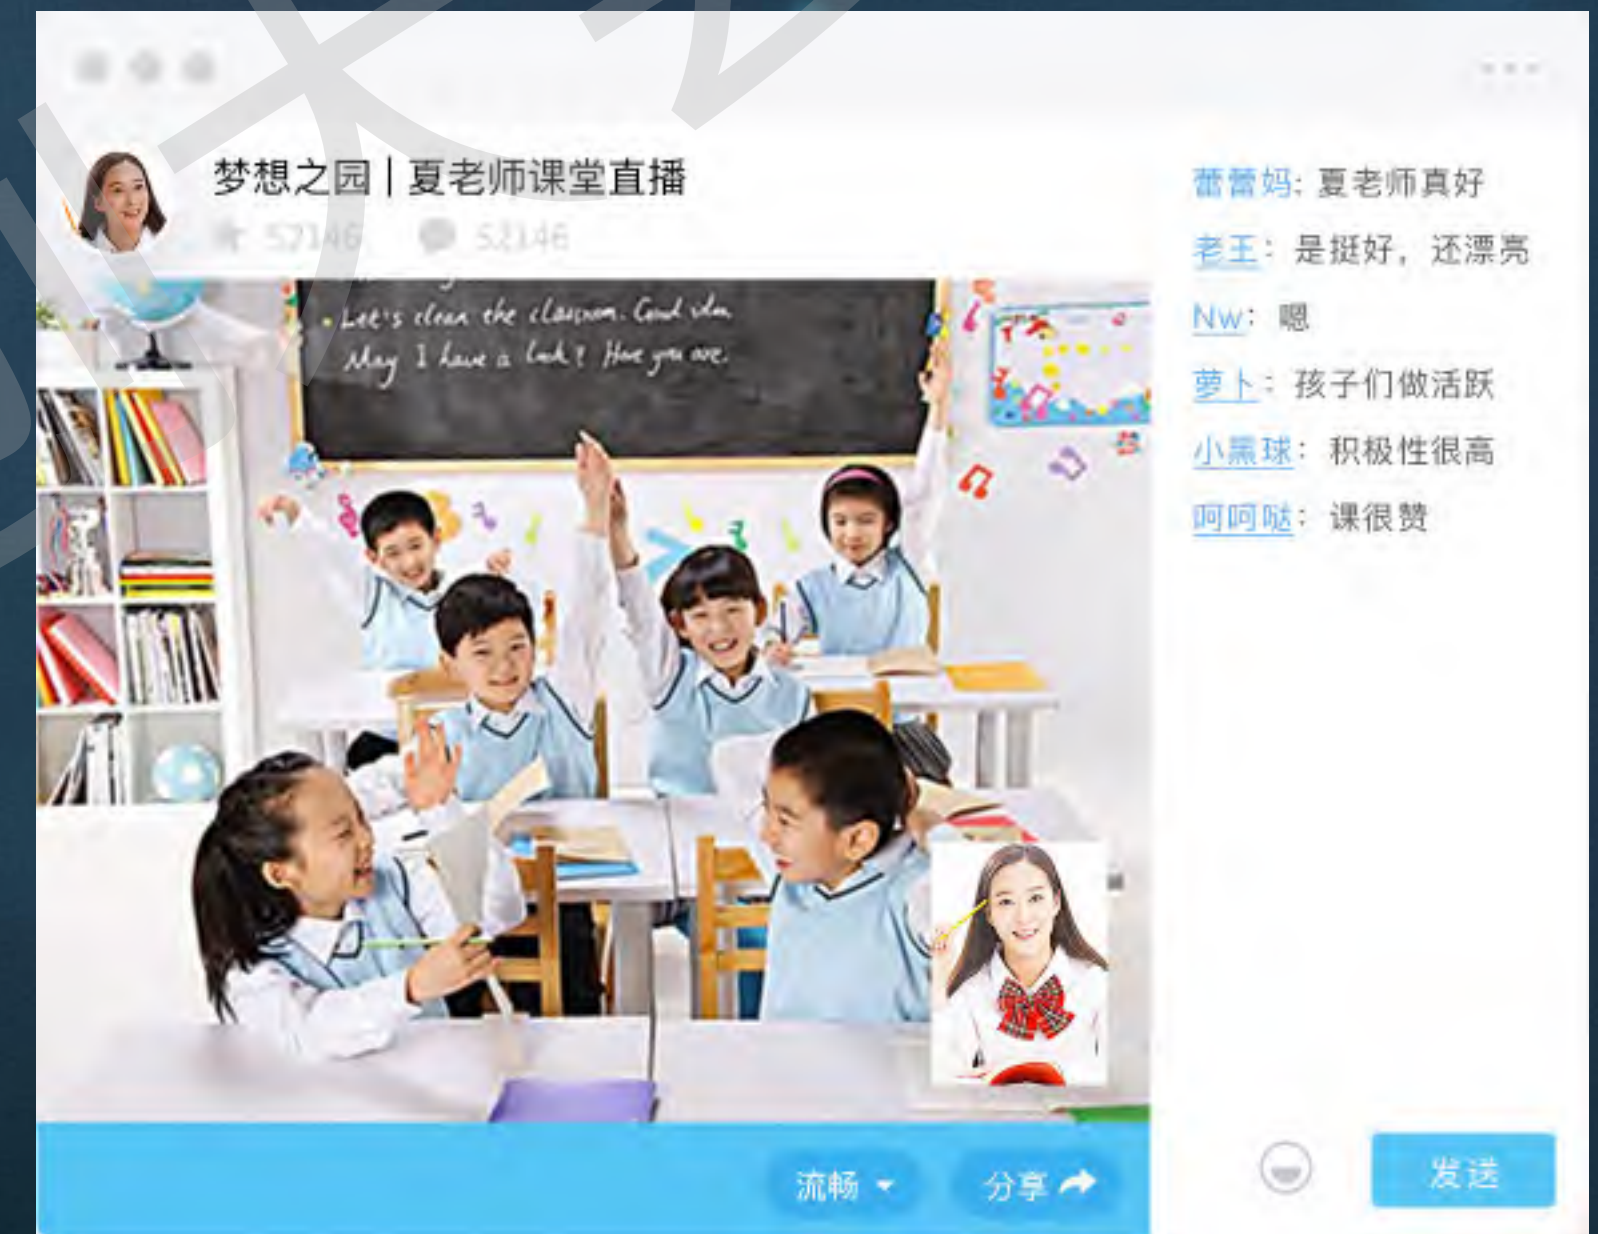 梦想之园 | 夏老师课堂直播
52146 52146
Let's clean the classroom. Good idea
May I have a look? Here you are.
蕾蕾妈: 夏老师真好
老王: 是挺好，还漂亮
Nw: 嗯
萝卜: 孩子们做活跃
小黑球: 积极性很高
呵呵哒: 课很赞
流畅
分享
发送